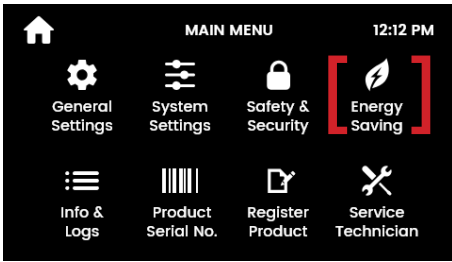 MAIN MENU 12:12 PM
General Settings
System Settings
Safety & Security
Energy Saving
Info & Logs
Product Serial No.
Register Product
Service Technician